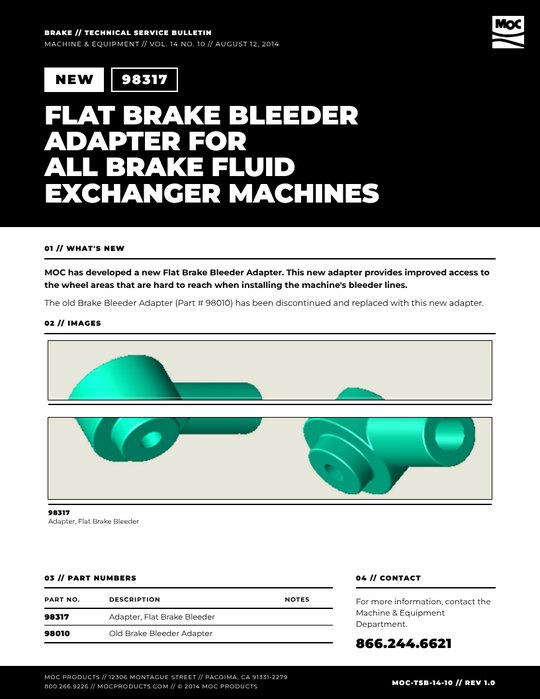 MOC
BRAKE // TECHNICAL SERVICE BULLETIN
MACHINE & EQUIPMENT // VOL. 14 NO. 10 // AUGUST 12, 2014
NEW 98317
FLAT BRAKE BLEEDER
ADAPTER FOR
ALL BRAKE FLUID
EXCHANGER MACHINES
01 // WHAT'S NEW
MOC has developed a new Flat Brake Bleeder Adapter. This new adapter provides improved access to
the wheel areas that are hard to reach when installing the machine's bleeder lines.
The old Brake Bleeder Adapter (Part # 98010) has been discontinued and replaced with this new adapter.
02 // IMAGES
98317
Adapter, Flat Brake Bleeder
03 // PART NUMBERS
PART NO. DESCRIPTION NOTES
98317 Adapter, Flat Brake Bleeder
98010 Old Brake Bleeder Adapter
04 // CONTACT
For more information, contact the
Machine & Equipment
Department.
866.244.6621
MOC PRODUCTS // 12306 MONTAGUE STREET // PACOIMA, CA 91331-2279
800.266.9226 // MOCPRODUCTS.COM // © 2014 MOC PRODUCTS
MOC-TSB-14-10 // REV 1.0